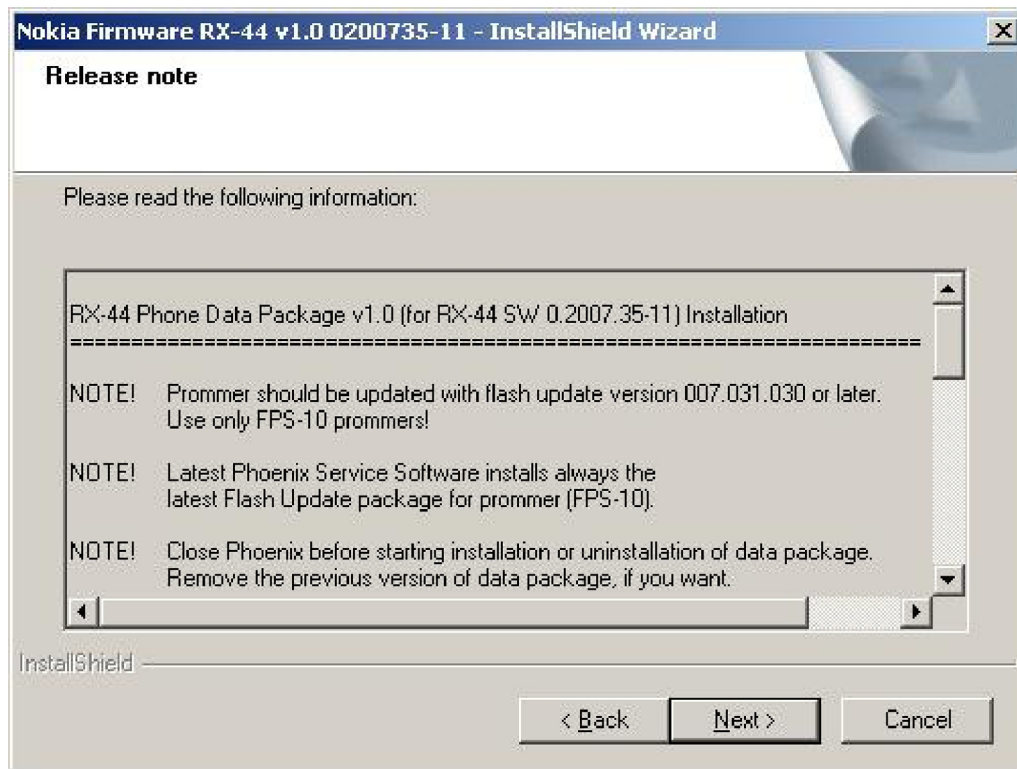 Nokia Firmware RX-44 v1.0 0200735-11 - InstallShield Wizard
Release note
Please read the following information:
RX-44 Phone Data Package v1.0 (for RX-44 SW 0.2007.35-11) Installation
======================================================================
NOTE! Prommer should be updated with flash update version 007.031.030 or later.
Use only FPS-10 prommers!
NOTE! Latest Phoenix Service Software installs always the
latest Flash Update package for prommer (FPS-10).
NOTE! Close Phoenix before starting installation or uninstallation of data package.
Remove the previous version of data package, if you want.
InstallShield
< Back
Next >
Cancel